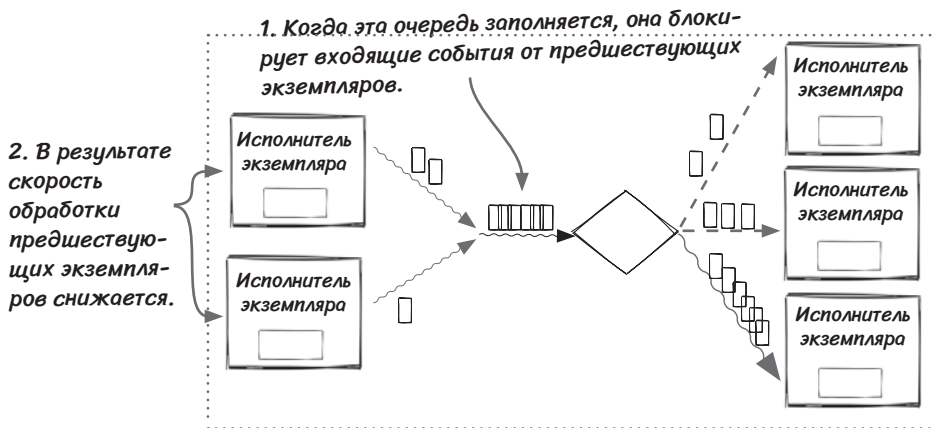 1. Когда эта очередь заполняется, она блоки-
рует входящие события от предшествующих
экземпляров.
2. В результате
скорость
обработки
предшествую-
щих экземпля-
ров снижается.
Исполнитель
экземпляра
Исполнитель
экземпляра
Исполнитель
экземпляра
Исполнитель
экземпляра
Исполнитель
экземпляра